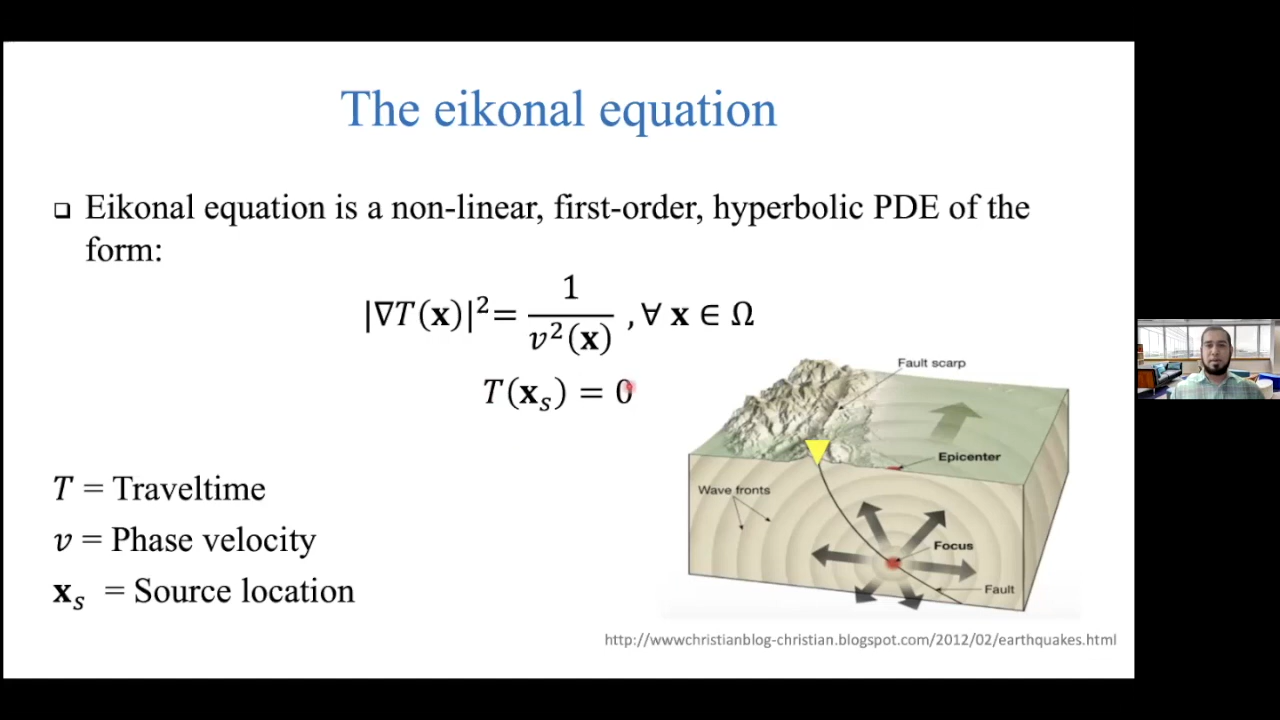 The eikonal equation
❑ Eikonal equation is a non-linear, first-order, hyperbolic PDE of the
form:
|∇T(𝐱)|² = 1/v²(𝐱) , ∀ 𝐱 ∈ Ω
T(𝐱ₛ) = 0
T = Traveltime
v = Phase velocity
𝐱ₛ = Source location
Fault scarp
Epicenter
Wave fronts
Focus
Fault
http://wwwchristianblog-christian.blogspot.com/2012/02/earthquakes.html